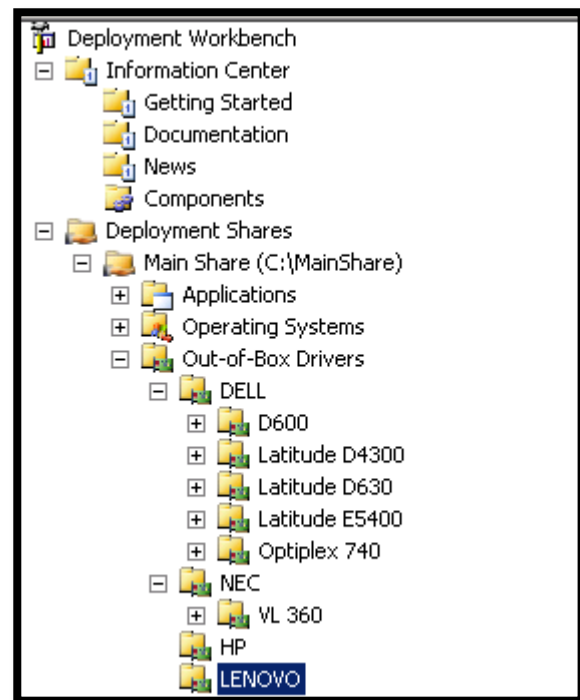 Deployment Workbench
Information Center
Getting Started
Documentation
News
Components
Deployment Shares
Main Share (C:\MainShare)
Applications
Operating Systems
Out-of-Box Drivers
DELL
D600
Latitude D4300
Latitude D630
Latitude E5400
Optiplex 740
NEC
VL 360
HP
LENOVO